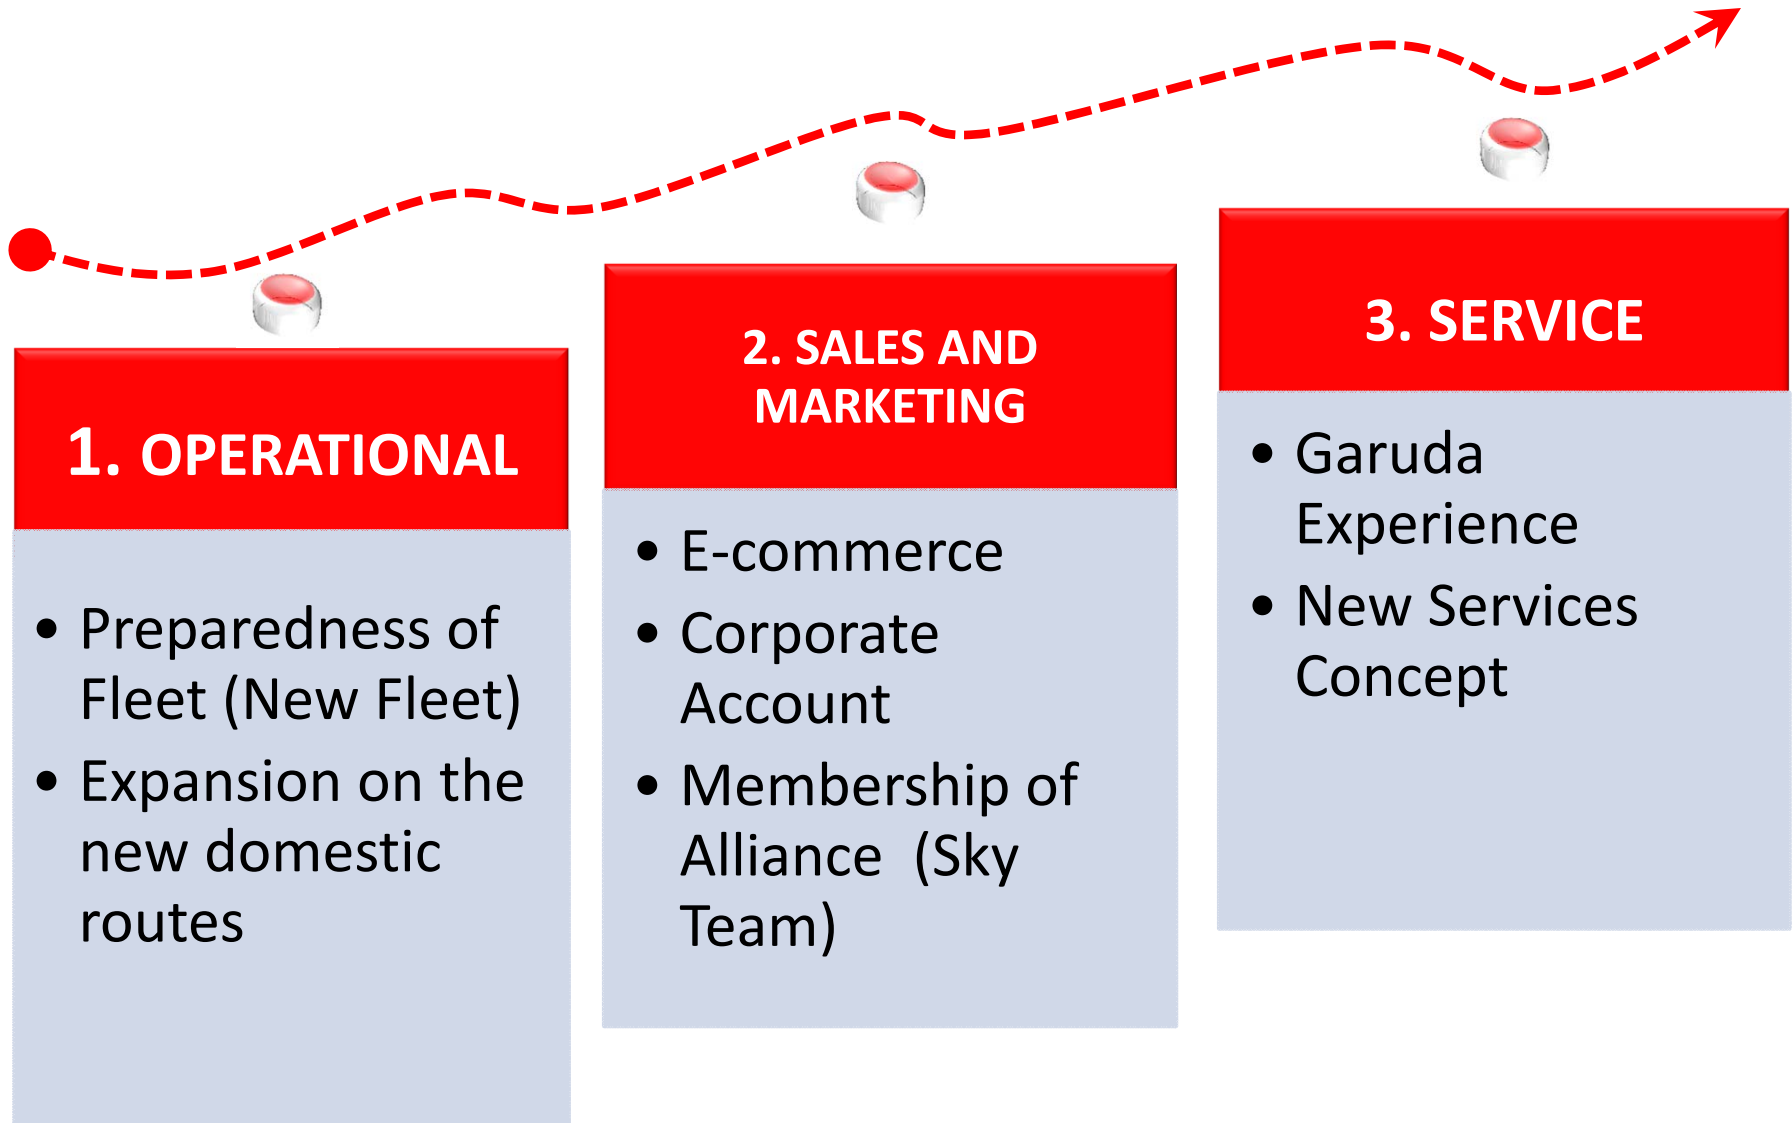 1. OPERATIONAL
• Preparedness of
Fleet (New Fleet)
• Expansion on the
new domestic
routes
2. SALES AND
MARKETING
• E-commerce
• Corporate
Account
• Membership of
Alliance  (Sky
Team)
3. SERVICE
• Garuda
Experience
• New Services
Concept